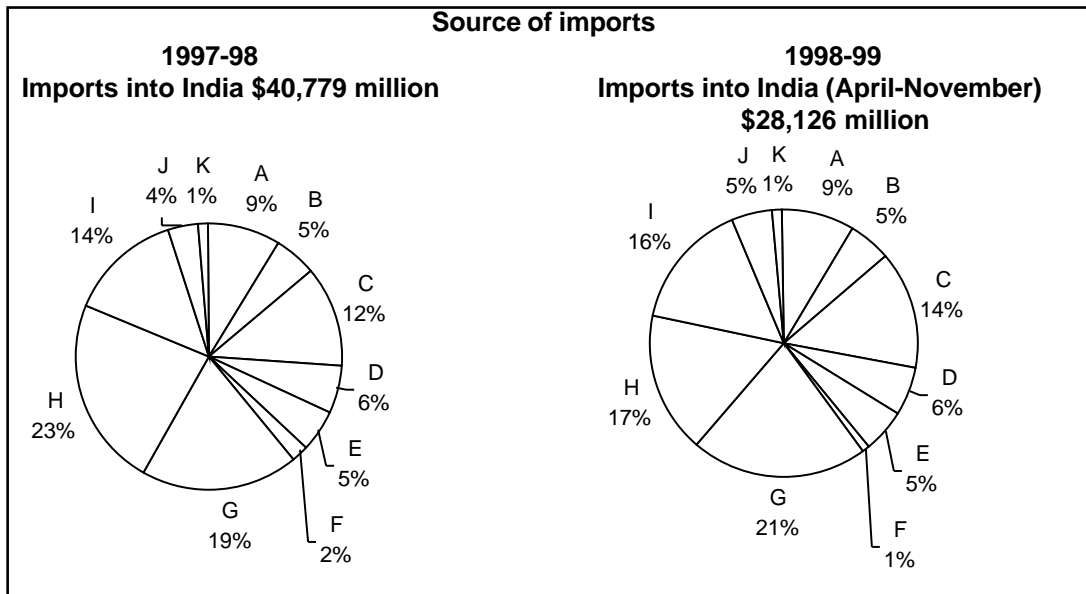 Source of imports
1997-98
Imports into India $40,779 million
J
4%
K
1%
A
9%
B
5%
C
12%
D
6%
E
5%
F
2%
G
19%
H
23%
I
14%
1998-99
Imports into India (April-November)
$28,126 million
J
5%
K
1%
A
9%
B
5%
C
14%
D
6%
E
5%
F
1%
G
21%
H
17%
I
16%